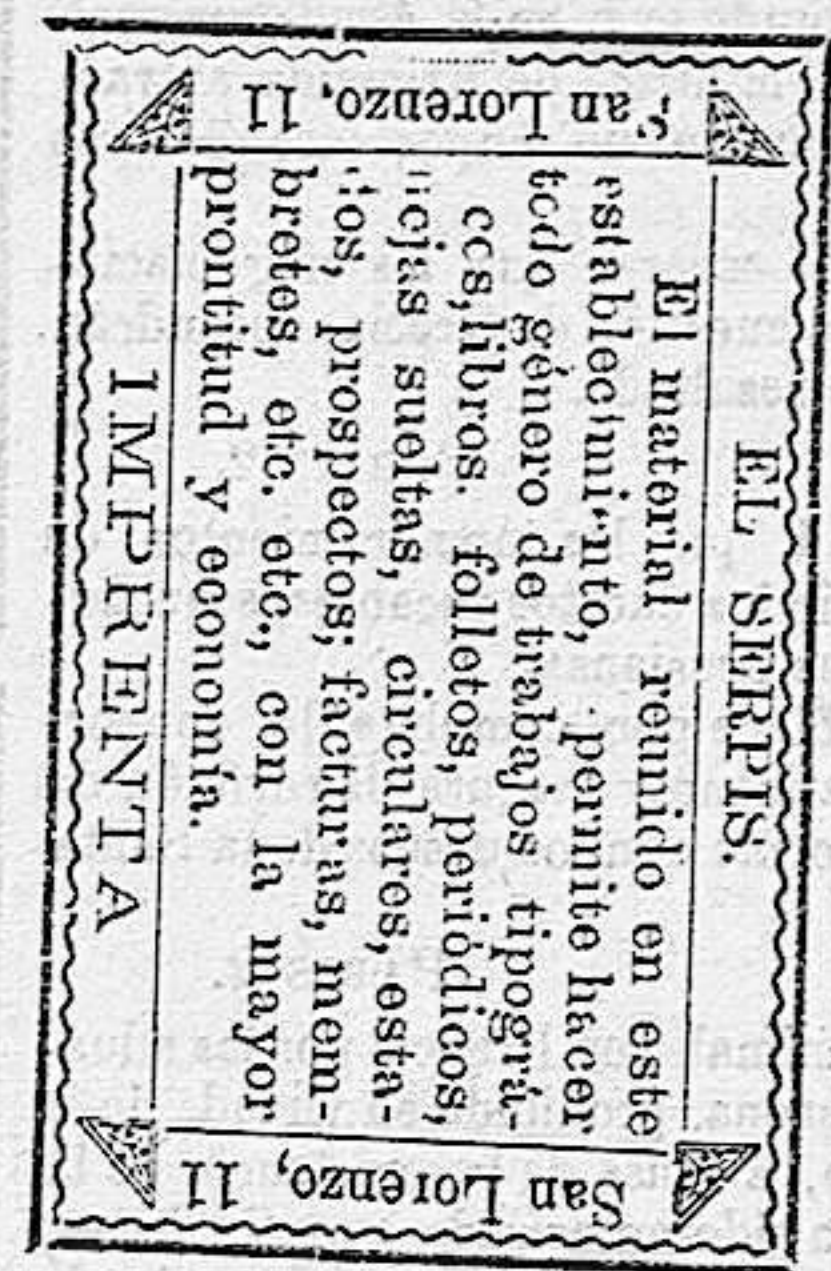 EL SERPIS.
San Lorenzo, 11
El material reunido en este
establecimiento, permite hacer
todo género de trabajos tipográ-
cos, libros. folletos, periódicos,
hojas sueltas, circulares, esta-
dos, prospectos; facturas, mem-
bretes, etc. etc., con la mayor
prontitud y economía.
San Lorenzo, 11
IMPRENTA